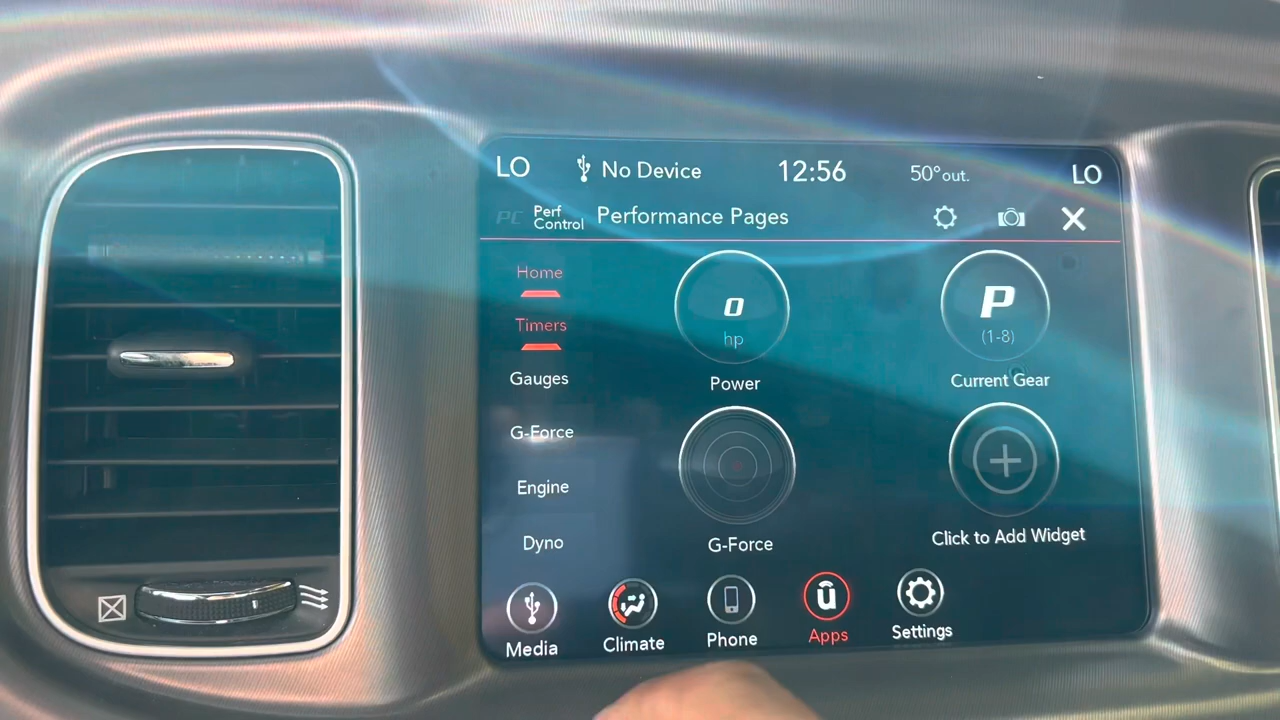 LO No Device 12:56 50°out. LO
PC Perf Control Performance Pages
Home
Timers
Gauges
G-Force
Engine
Dyno
0
hp
Power
P
(1-8)
Current Gear
G-Force
Click to Add Widget
Media Climate Phone Apps Settings